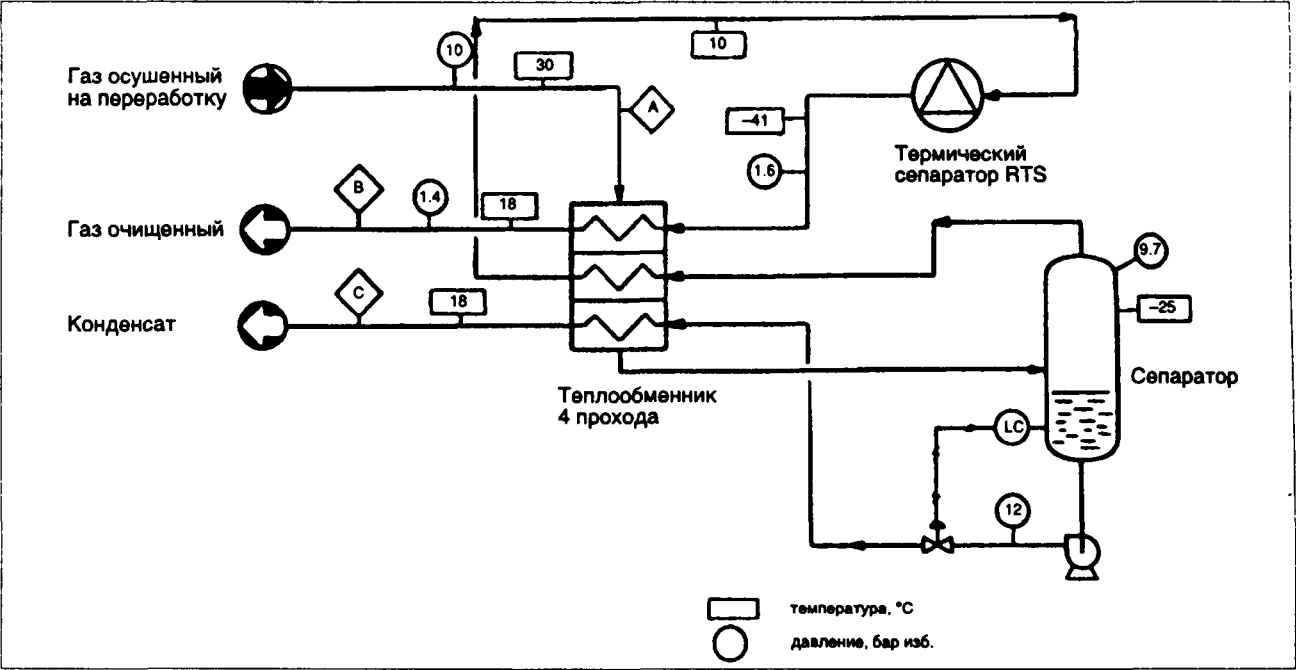 10
10
30
Газ осушенный
на переработку
A
–41
Термический
сепаратор RTS
1.6
B
1.4
18
Газ очищенный
9.7
C
18
–25
Конденсат
Сепаратор
Теплообменник
4 прохода
LC
12
температура, °C
давление, бар изб.